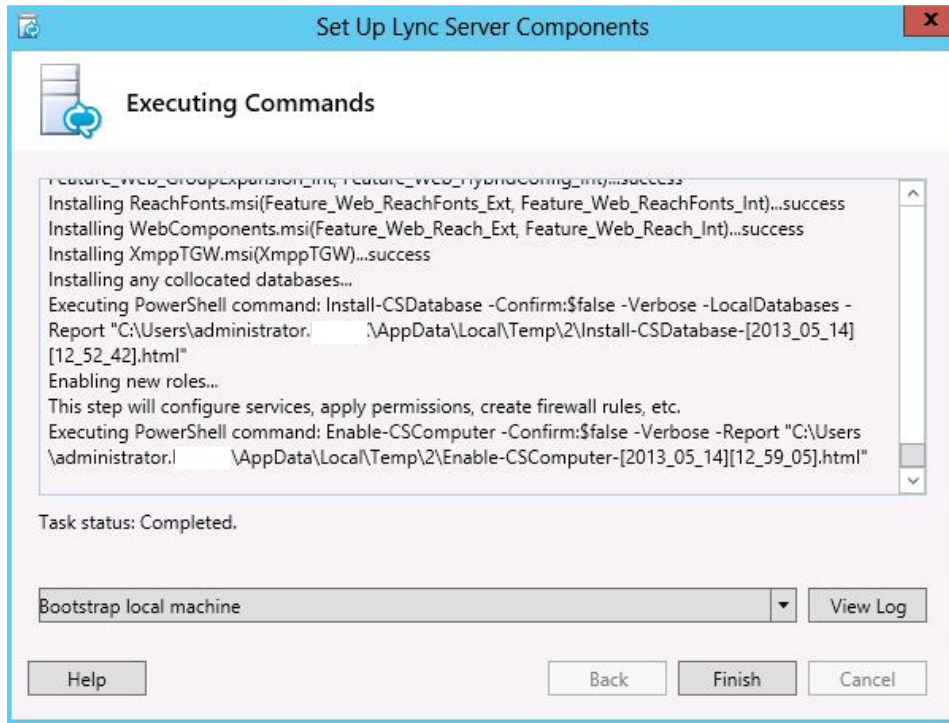 Set Up Lync Server Components
x
Executing Commands
Feature_Web_GroupExpansion_Int, Feature_Web_HybridConfig_Int)...success
Installing ReachFonts.msi(Feature_Web_ReachFonts_Ext, Feature_Web_ReachFonts_Int)...success
Installing WebComponents.msi(Feature_Web_Reach_Ext, Feature_Web_Reach_Int)...success
Installing XmppTGW.msi(XmppTGW)...success
Installing any collocated databases...
Executing PowerShell command: Install-CSDatabase -Confirm:$false -Verbose -LocalDatabases -
Report "C:\Users\administrator. \AppData\Local\Temp\2\Install-CSDatabase-[2013_05_14]
[12_52_42].html"
Enabling new roles...
This step will configure services, apply permissions, create firewall rules, etc.
Executing PowerShell command: Enable-CSComputer -Confirm:$false -Verbose -Report "C:\Users
\administrator. \AppData\Local\Temp\2\Enable-CSComputer-[2013_05_14][12_59_05].html"
Task status: Completed.
Bootstrap local machine
View Log
Help
Back
Finish
Cancel